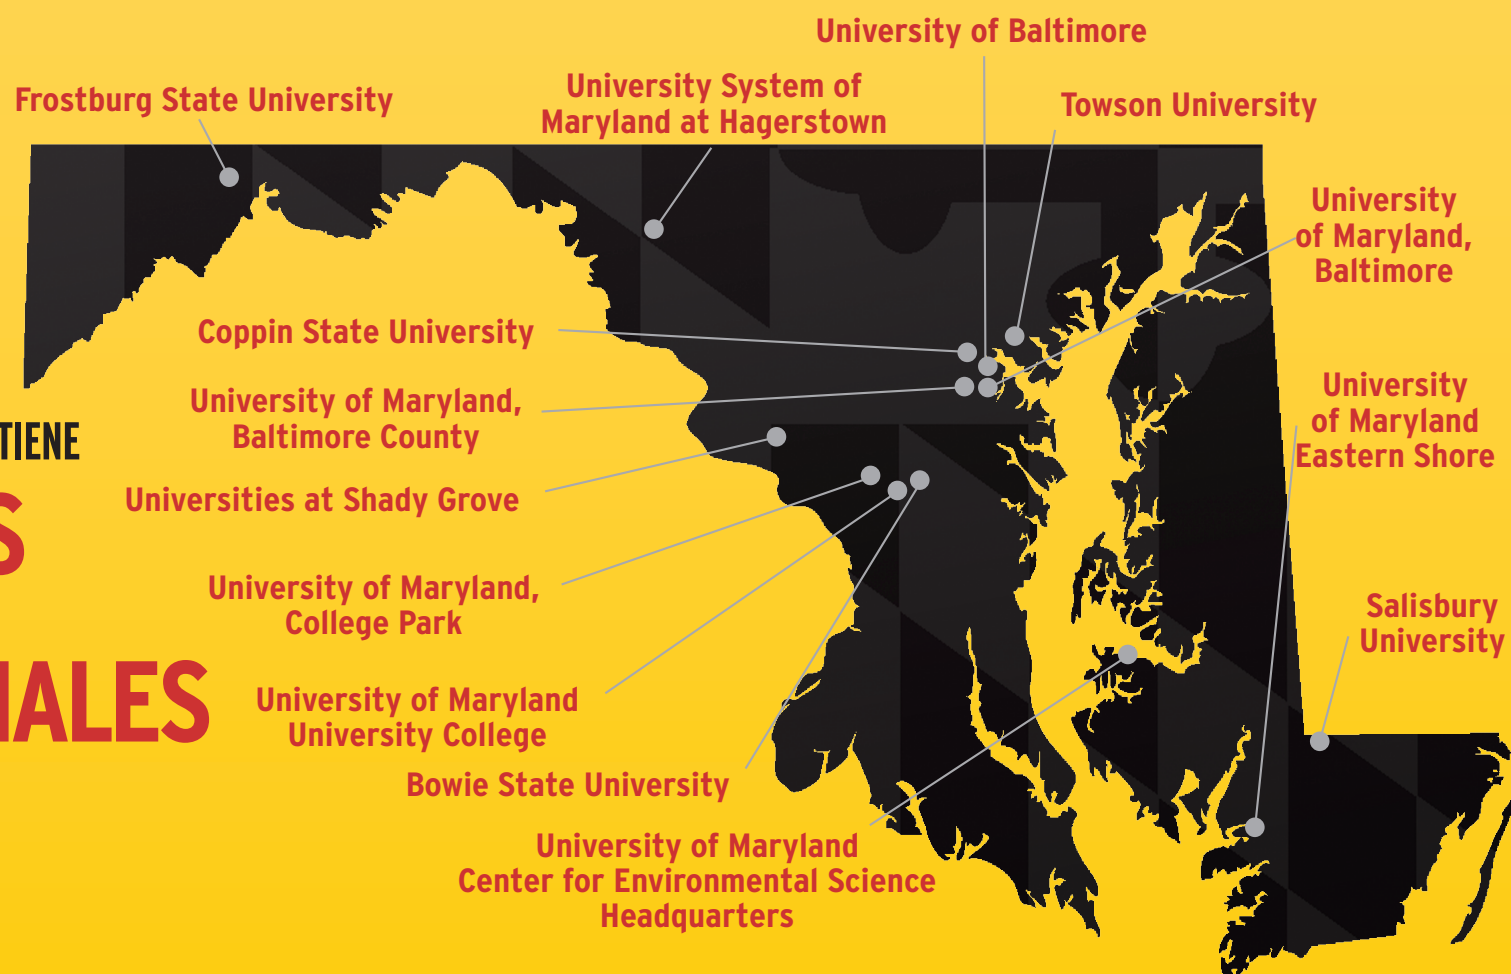 University of Baltimore
Frostburg State University
University System of
Maryland at Hagerstown
Towson University
University
of Maryland,
Baltimore
Coppin State University
University of Maryland,
Baltimore County
University
of Maryland
Eastern Shore
TIENE
Universities at Shady Grove
S
University of Maryland,
College Park
Salisbury
University
University of Maryland
University College
Bowie State University
University of Maryland
Center for Environmental Science
Headquarters